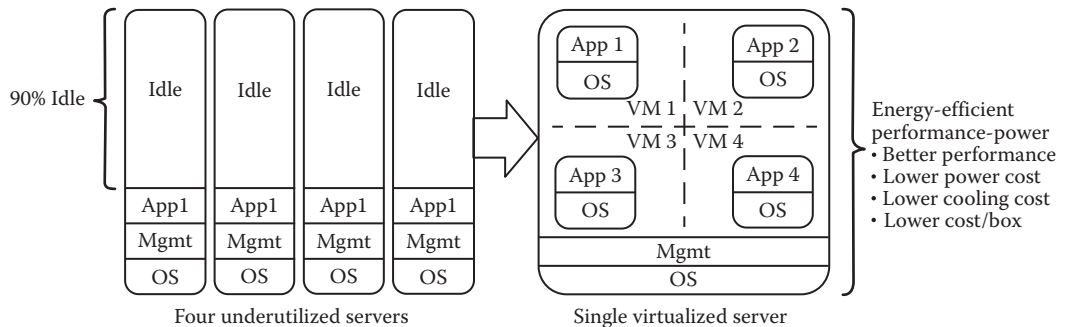 90% Idle
Idle
Idle
Idle
Idle
App1
App1
App1
App1
Mgmt
Mgmt
Mgmt
Mgmt
OS
OS
OS
OS
Four underutilized servers
App 1
OS
VM 1
App 2
OS
VM 2
VM 3
App 3
OS
VM 4
App 4
OS
Mgmt
OS
Single virtualized server
Energy-efficient
performance-power
• Better performance
• Lower power cost
• Lower cooling cost
• Lower cost/box